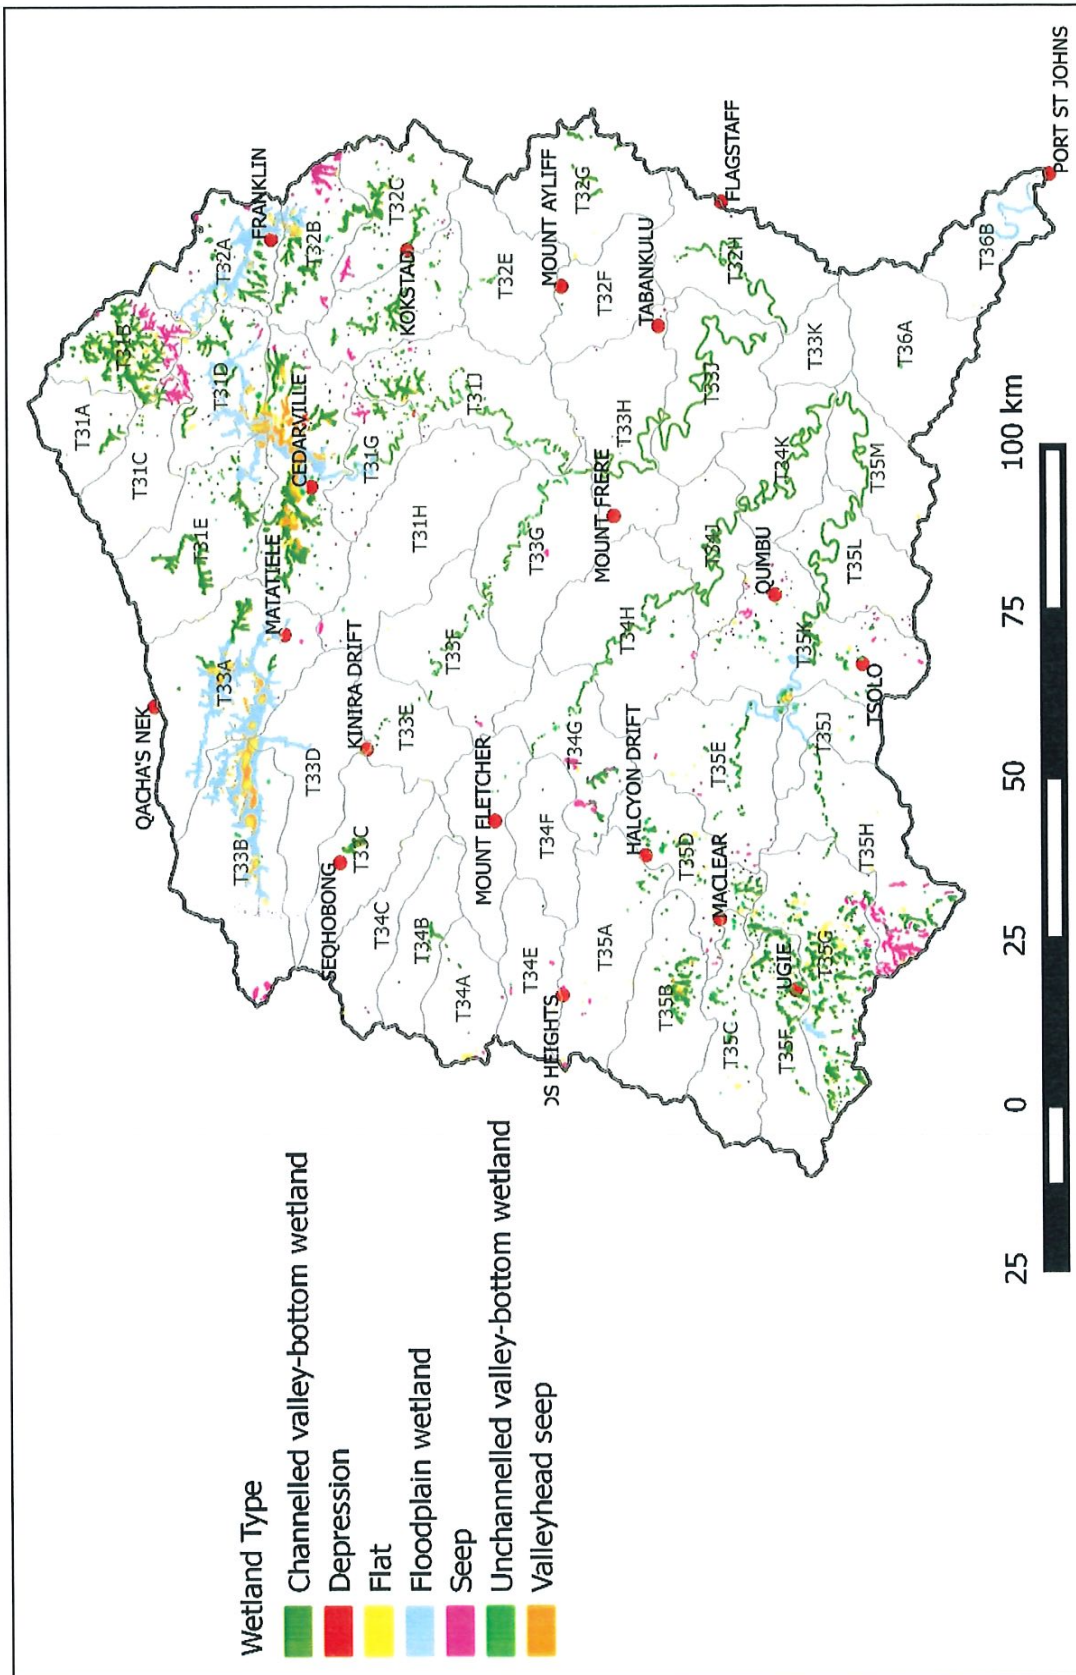 Wetland Type
Channelled valley-bottom wetland
Depression
Flat
Floodplain wetland
Seep
Unchannelled valley-bottom wetland
Valleyhead seep
QACHA'S NEK
T31A
T31B
T31C
T31D
T31E
T32A
FRANKLIN
T32B
T33A
T33B
MATATIELE
CEDARVILLE
T31G
T32C
KOKSTAD
T33D
KINIRA DRIFT
SEQHOBONG
T33C
T33E
T31H
T31J
T32E
T32G
MOUNT AYLIFF
T32F
T34C
T34B
T34A
T33F
T33G
T33H
MOUNT FLETCHER
MOUNT FRERE
TABANKULU
FLAGSTAFF
T32H
T33J
T33K
T34E
T34F
T34G
T34H
T34J
T34K
OS HEIGHTS
T35A
HALCYON DRIFT
T35D
T35B
T35C
MACLEAR
T35E
QUMBU
T35K
T35L
T35M
T36A
T36B
PORT ST JOHNS
T35F
UGIE
T35G
T35H
T35J
TSOLO
25 0 25 50 75 100 km